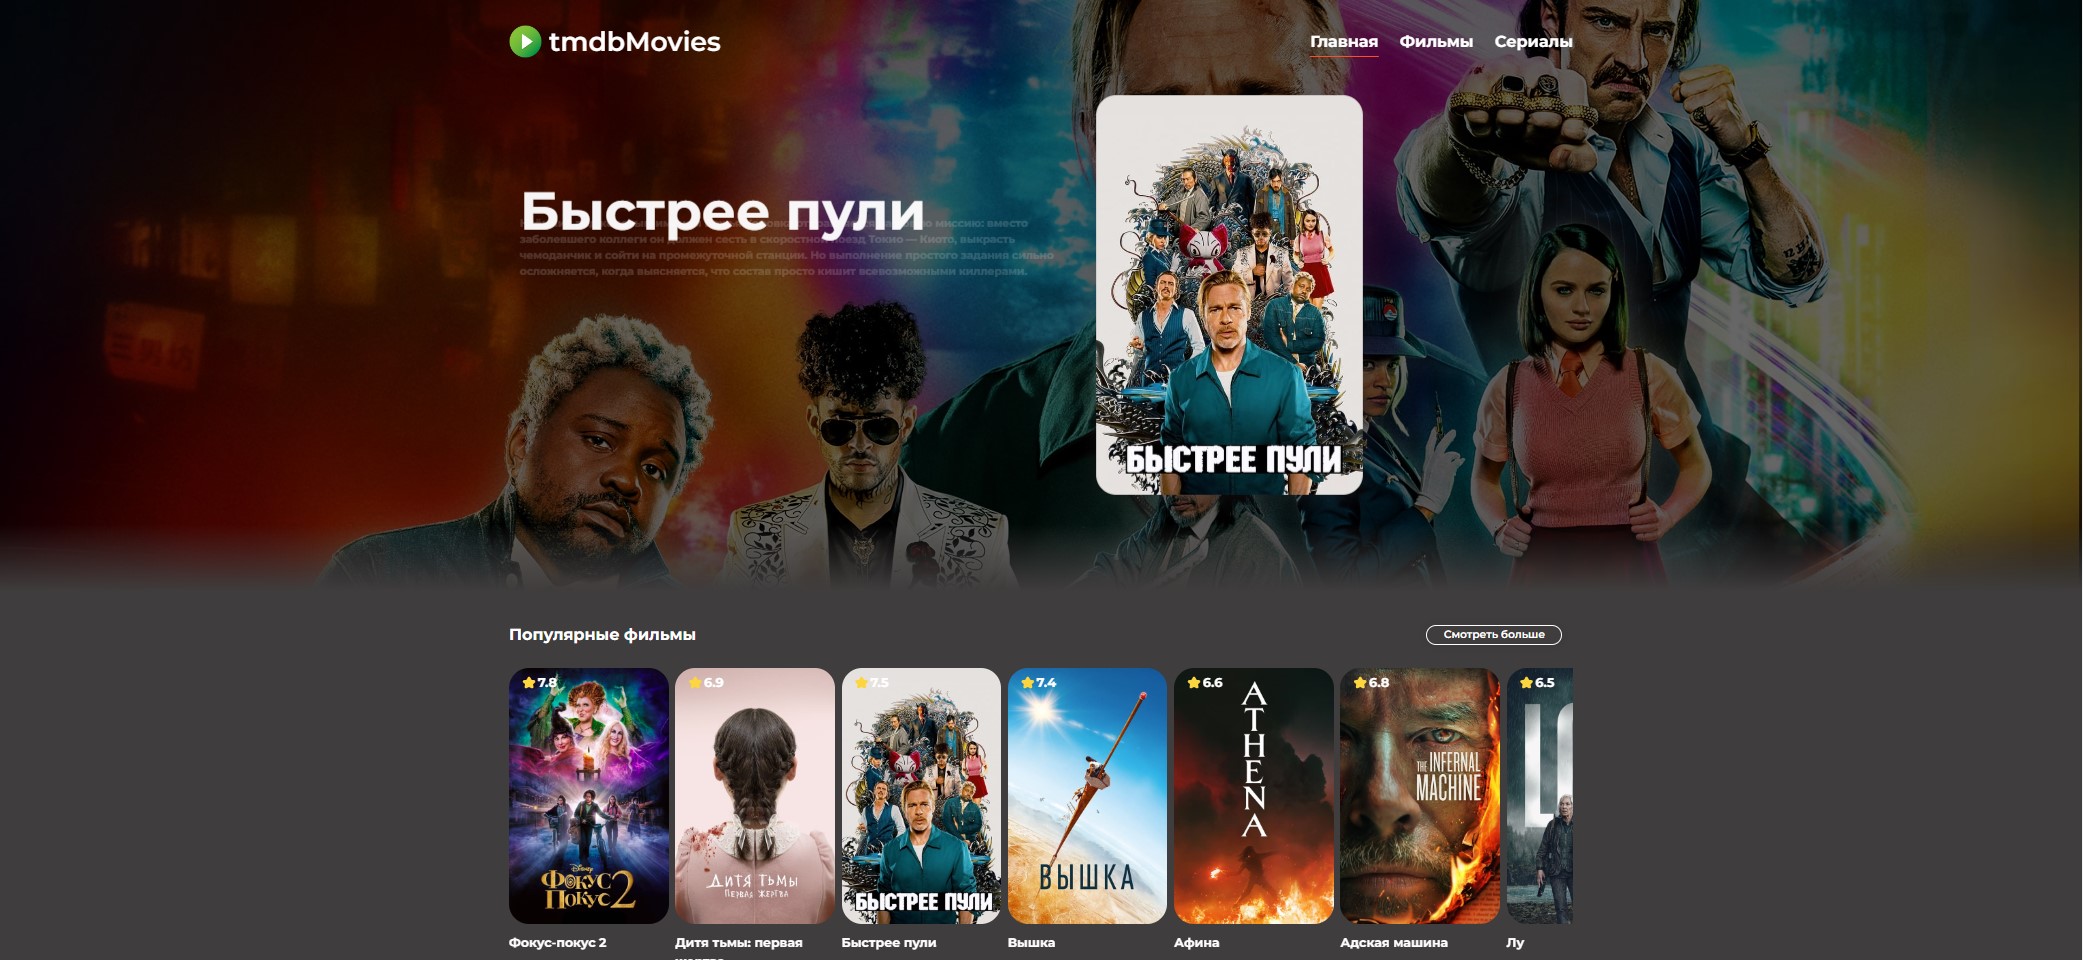 tmdbMovies
Главная Фильмы Сериалы
Быстрее пули
миссию: вместо
заболевшего коллеги он должен сесть в скоростной поезд Токио — Киото, выкрасть
чемоданчик и сойти на промежуточной станции. Но выполнение простого задания сильно
осложняется, когда выясняется, что состав просто кишит всевозможными киллерами.
БЫСТРЕЕ ПУЛИ
Популярные фильмы
Смотреть больше
7.8
6.9
7.5
7.4
6.6
6.8
6.5
Disney
Фокус
Покус 2
ДИТЯ ТЬМЫ
ПЕРВАЯ ЖЕРТВА
БЫСТРЕЕ ПУЛИ
ВЫШКА
ATHENA
THE INFERNAL
MACHINE
Фокус-покус 2
Дитя тьмы: первая
Быстрее пули
Вышка
Афина
Адская машина
Лу